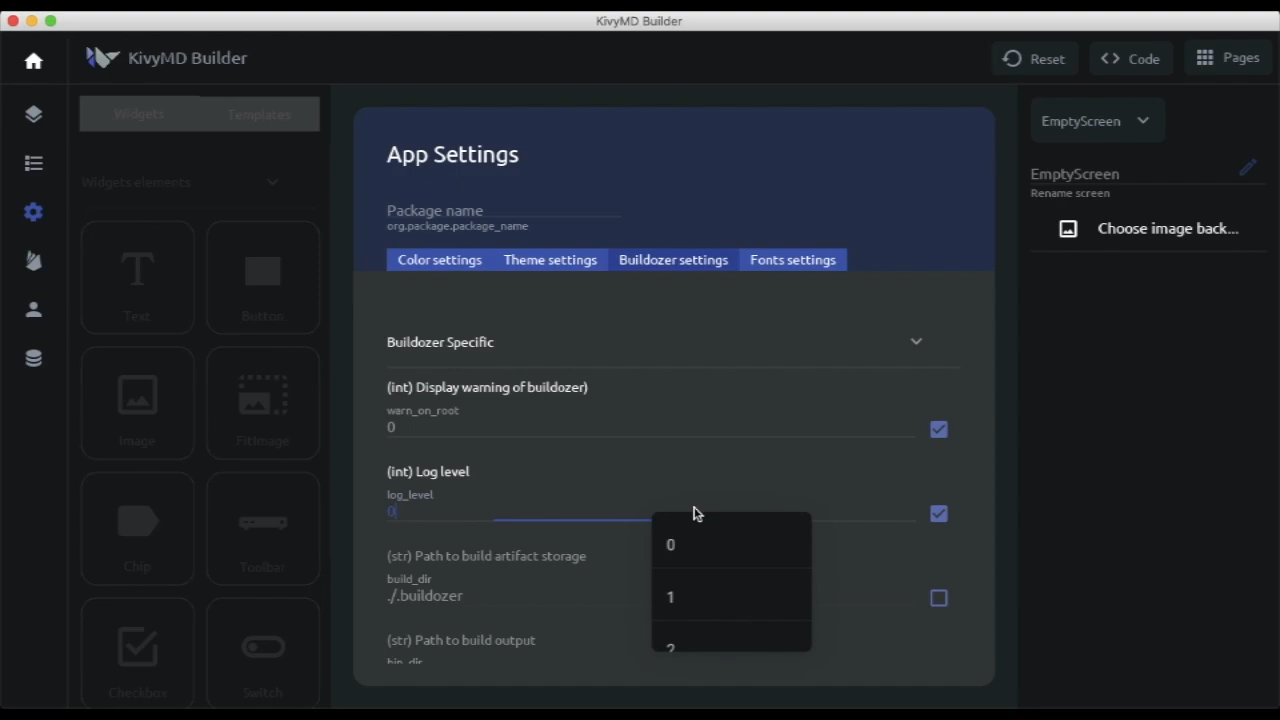 KivyMD Builder
KivyMD Builder
Reset
Code
Pages
Widgets
Templates
Widgets elements
Text
Button
Image
FitImage
Chip
Toolbar
Checkbox
Switch
App Settings
Package name
org.package.package_name
Color settings
Theme settings
Buildozer settings
Fonts settings
Buildozer Specific
(int) Display warning of buildozer)
warn_on_root
0
(int) Log level
log_level
0
0
1
2
(str) Path to build artifact storage
build_dir
./.buildozer
(str) Path to build output
bin_dir
EmptyScreen
EmptyScreen
Rename screen
Choose image back...